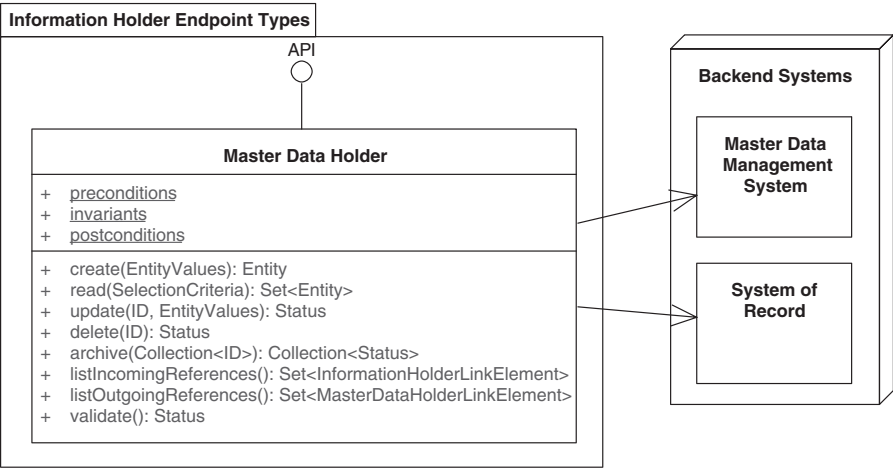 Information Holder Endpoint Types
API
Master Data Holder
+ preconditions
+ invariants
+ postconditions
+ create(EntityValues): Entity
+ read(SelectionCriteria): Set<Entity>
+ update(ID, EntityValues): Status
+ delete(ID): Status
+ archive(Collection<ID>): Collection<Status>
+ listIncomingReferences(): Set<InformationHolderLinkElement>
+ listOutgoingReferences(): Set<MasterDataHolderLinkElement>
+ validate(): Status
Backend Systems
Master Data
Management
System
System of
Record